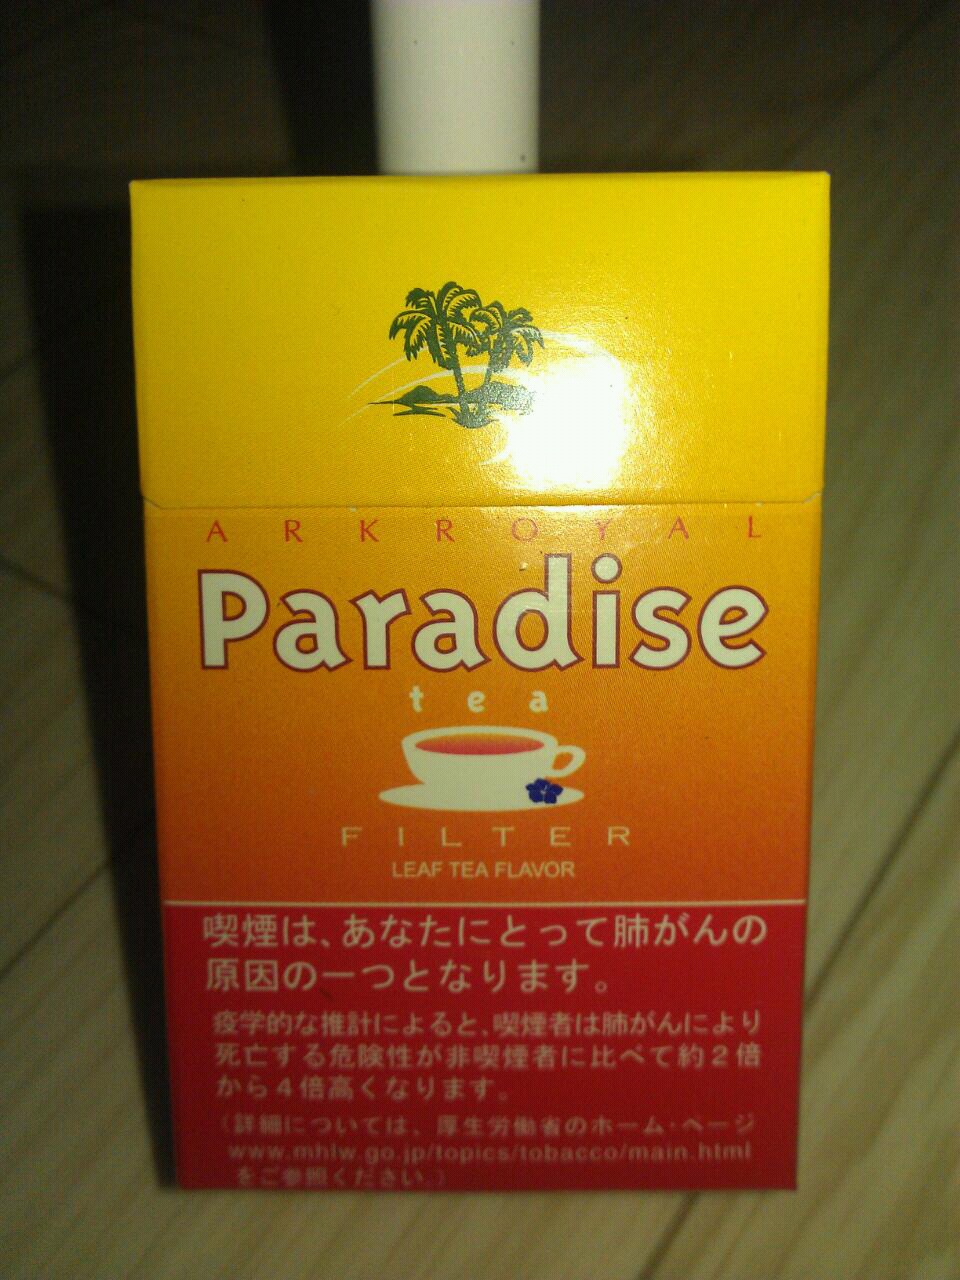 ARKROYAL
Paradise
tea
FILTER
LEAF TEA FLAVOR
喫煙は、あなたにとって肺がんの
原因の一つとなります。
疫学的な推計によると、喫煙者は肺がんにより
死亡する危険性が非喫煙者に比べて約2倍
から4倍高くなります。
(詳細については、厚生労働省のホーム・ページ
www.mhlw.go.jp/topics/tobacco/main.html
をご参照ください。)